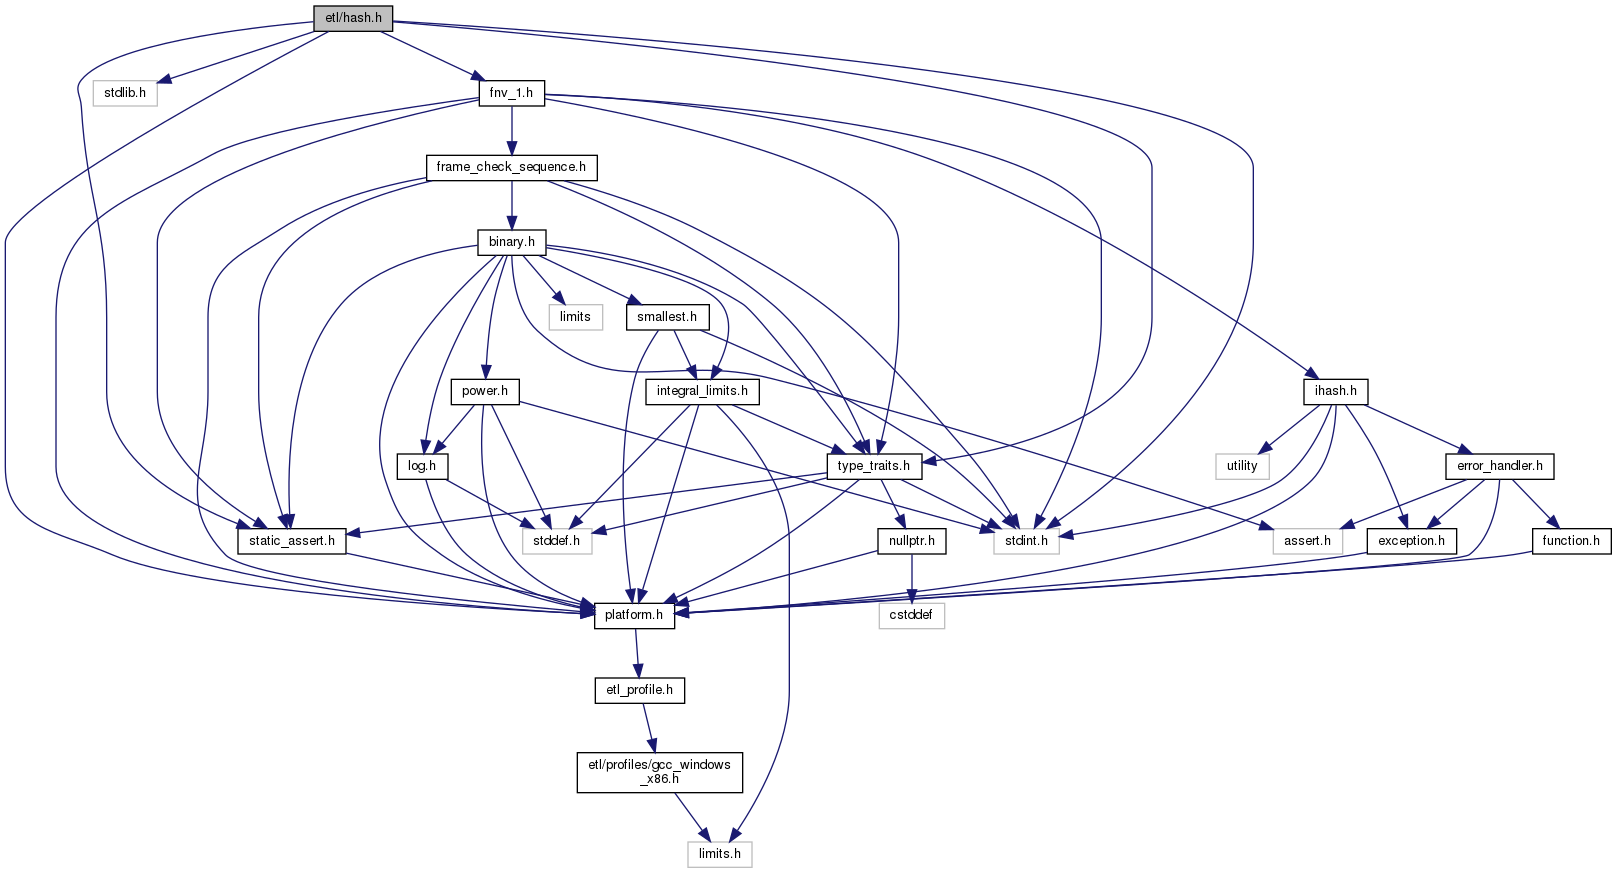 etl/hash.h
stdlib.h
fnv_1.h
frame_check_sequence.h
binary.h
limits
smallest.h
power.h
integral_limits.h
ihash.h
log.h
type_traits.h
utility
error_handler.h
static_assert.h
stddef.h
nullptr.h
stdint.h
assert.h
exception.h
function.h
platform.h
cstddef
etl_profile.h
etl/profiles/gcc_windows
_x86.h
limits.h